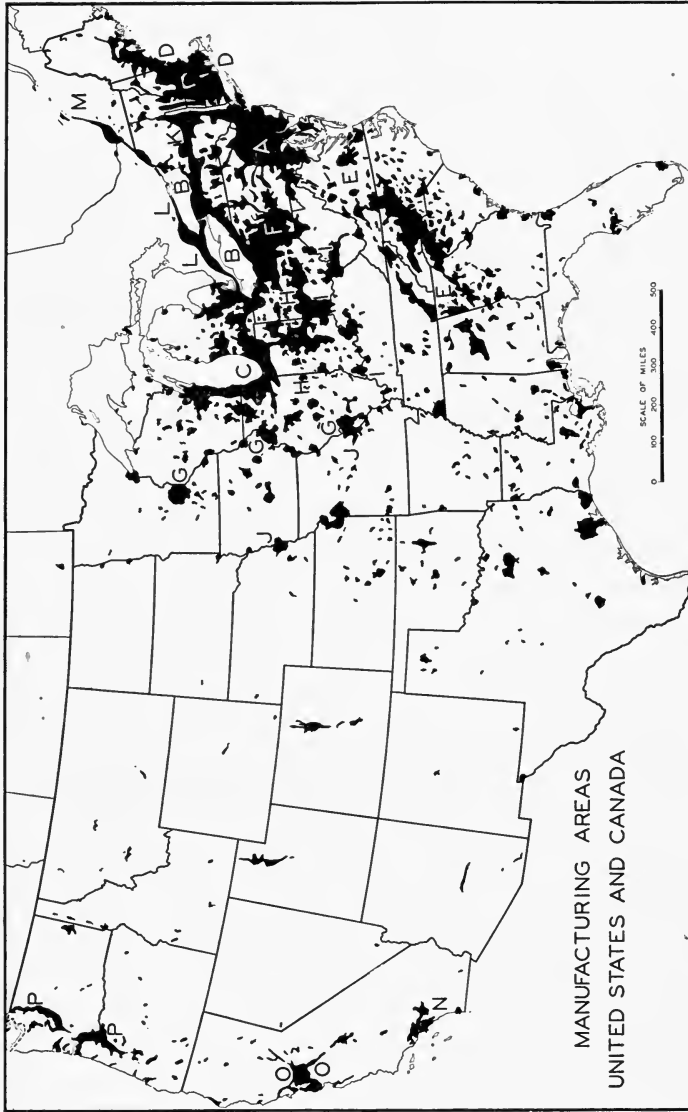 MANUFACTURING AREAS
UNITED STATES AND CANADA
SCALE OF MILES
0 100 200 300 400 500
M
D
D
K
L
B
A
L
B
F
E
C
H
I
E
H
G
G
G
J
J
P
P
O
O
N